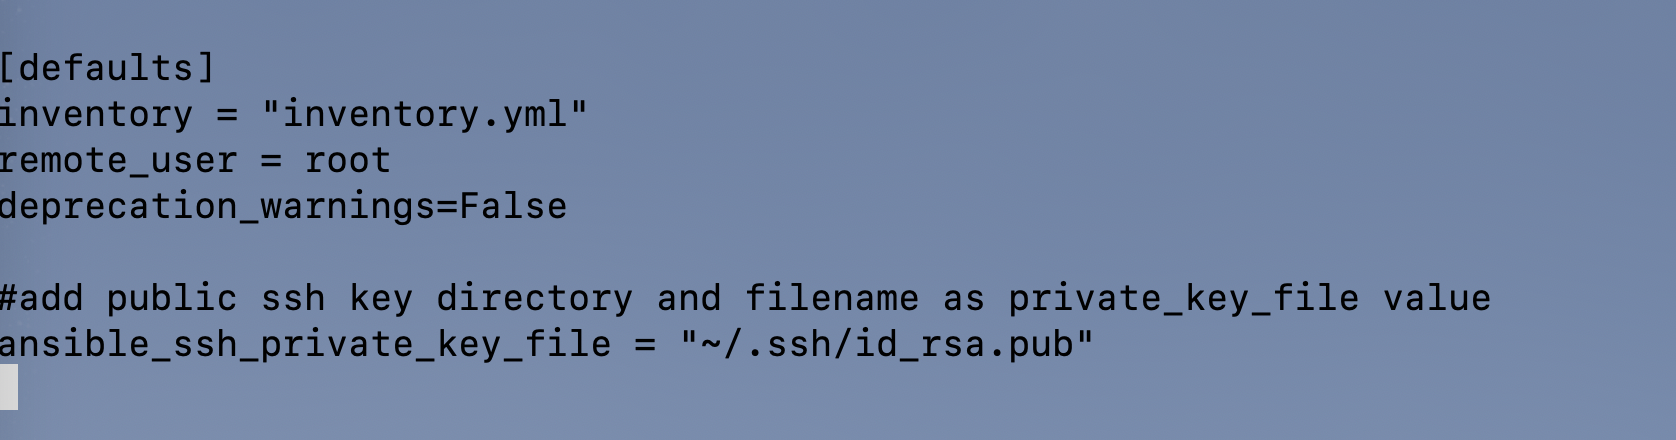 [defaults]
inventory = "inventory.yml"
remote_user = root
deprecation_warnings=False
#add public ssh key directory and filename as private_key_file value
ansible_ssh_private_key_file = "~/.ssh/id_rsa.pub"